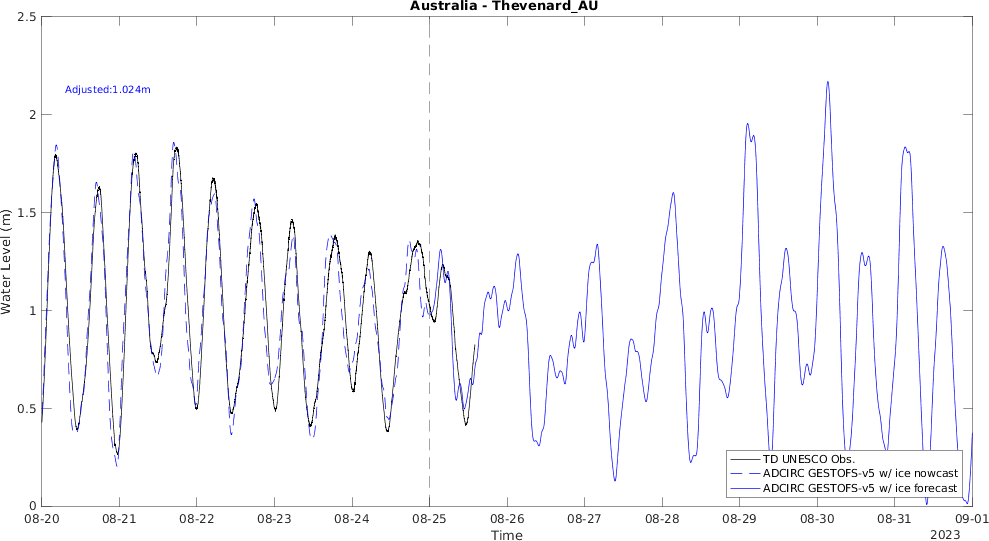 Australia - Thevenard_AU
2.5
2
1.5
1
0.5
0
Water Level (m)
Adjusted:1.024m
TD UNESCO Obs.
ADCIRC GESTOFS-v5 w/ ice nowcast
ADCIRC GESTOFS-v5 w/ ice forecast
08-20 08-21 08-22 08-23 08-24 08-25 08-26 08-27 08-28 08-29 08-30 08-31 09-01
Time
2023